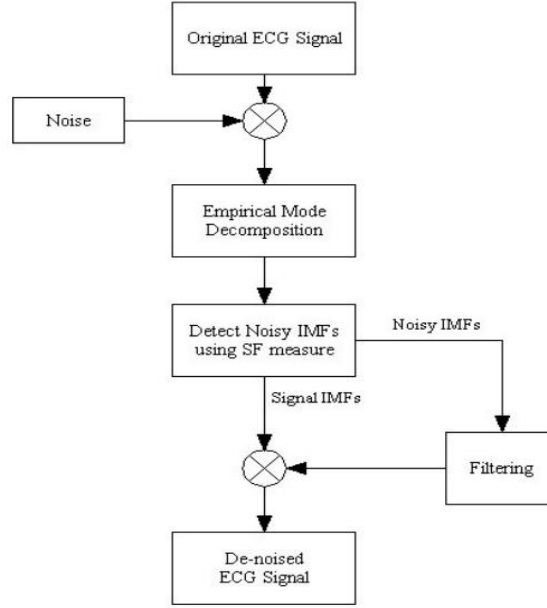 Original ECG Signal
Noise
Empirical Mode
Decomposition
Detect Noisy IMFs
using SF measure
Noisy IMFs
Signal IMFs
Filtering
De-noised
ECG Signal